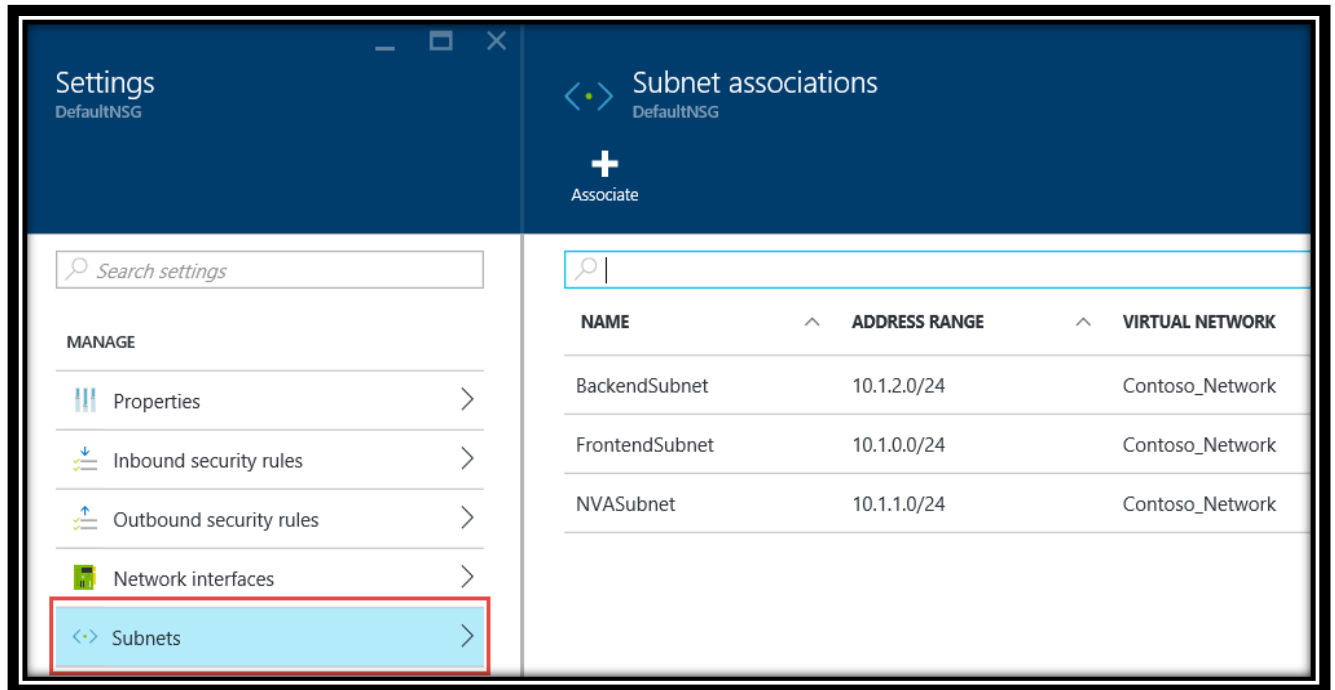 Settings
DefaultNSG
Search settings
MANAGE
Properties
Inbound security rules
Outbound security rules
Network interfaces
Subnets
Subnet associations
DefaultNSG
Associate
NAME ADDRESS RANGE VIRTUAL NETWORK
BackendSubnet 10.1.2.0/24 Contoso_Network
FrontendSubnet 10.1.0.0/24 Contoso_Network
NVASubnet 10.1.1.0/24 Contoso_Network